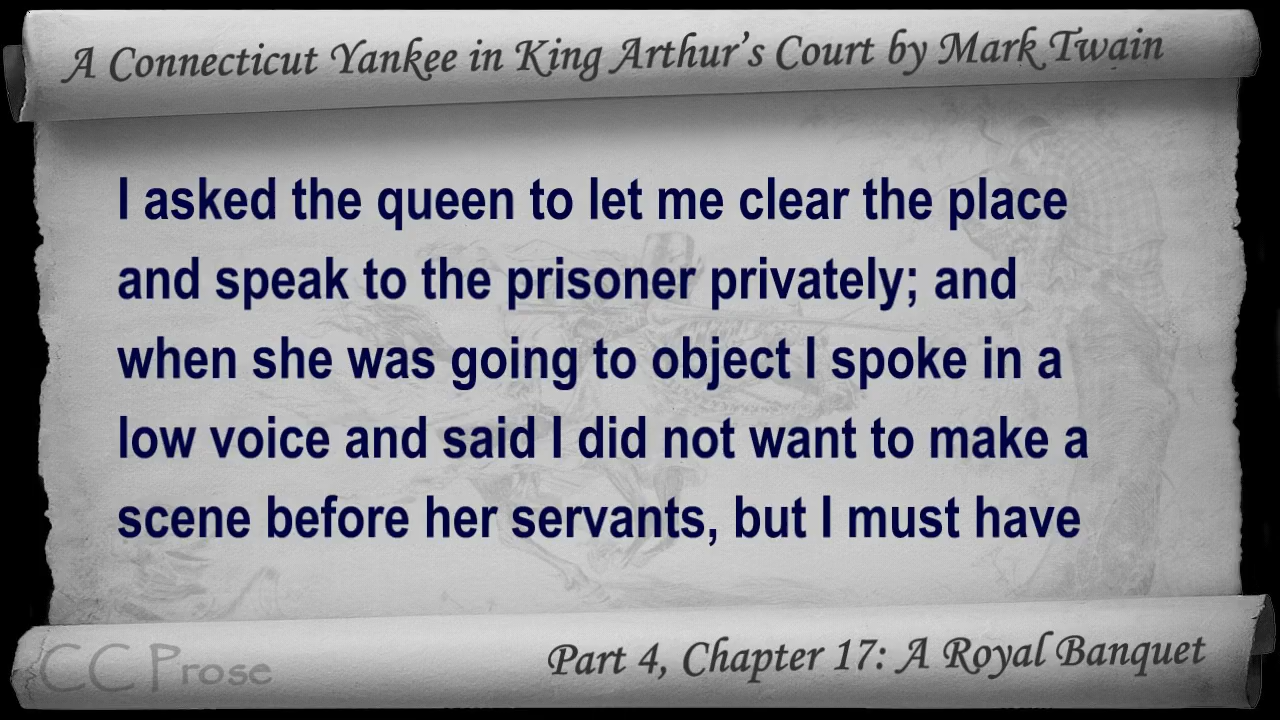 A Connecticut Yankee in King Arthur's Court by Mark Twain
I asked the queen to let me clear the place
and speak to the prisoner privately; and
when she was going to object I spoke in a
low voice and said I did not want to make a
scene before her servants, but I must have
CC Prose
Part 4, Chapter 17: A Royal Banquet